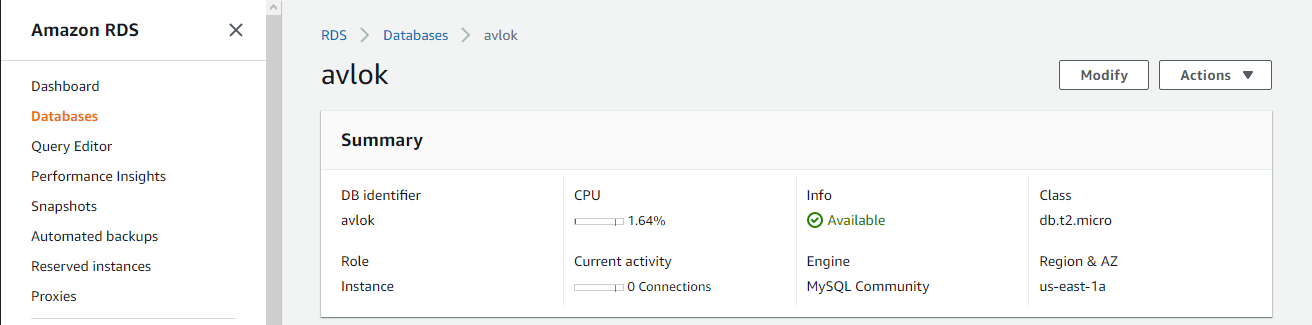 Amazon RDS
Dashboard
Databases
Query Editor
Performance Insights
Snapshots
Automated backups
Reserved instances
Proxies
RDS > Databases > avlok
avlok
Modify
Actions
Summary
DB identifier
avlok
CPU
1.64%
Info
Available
Class
db.t2.micro
Role
Instance
Current activity
0 Connections
Engine
MySQL Community
Region & AZ
us-east-1a